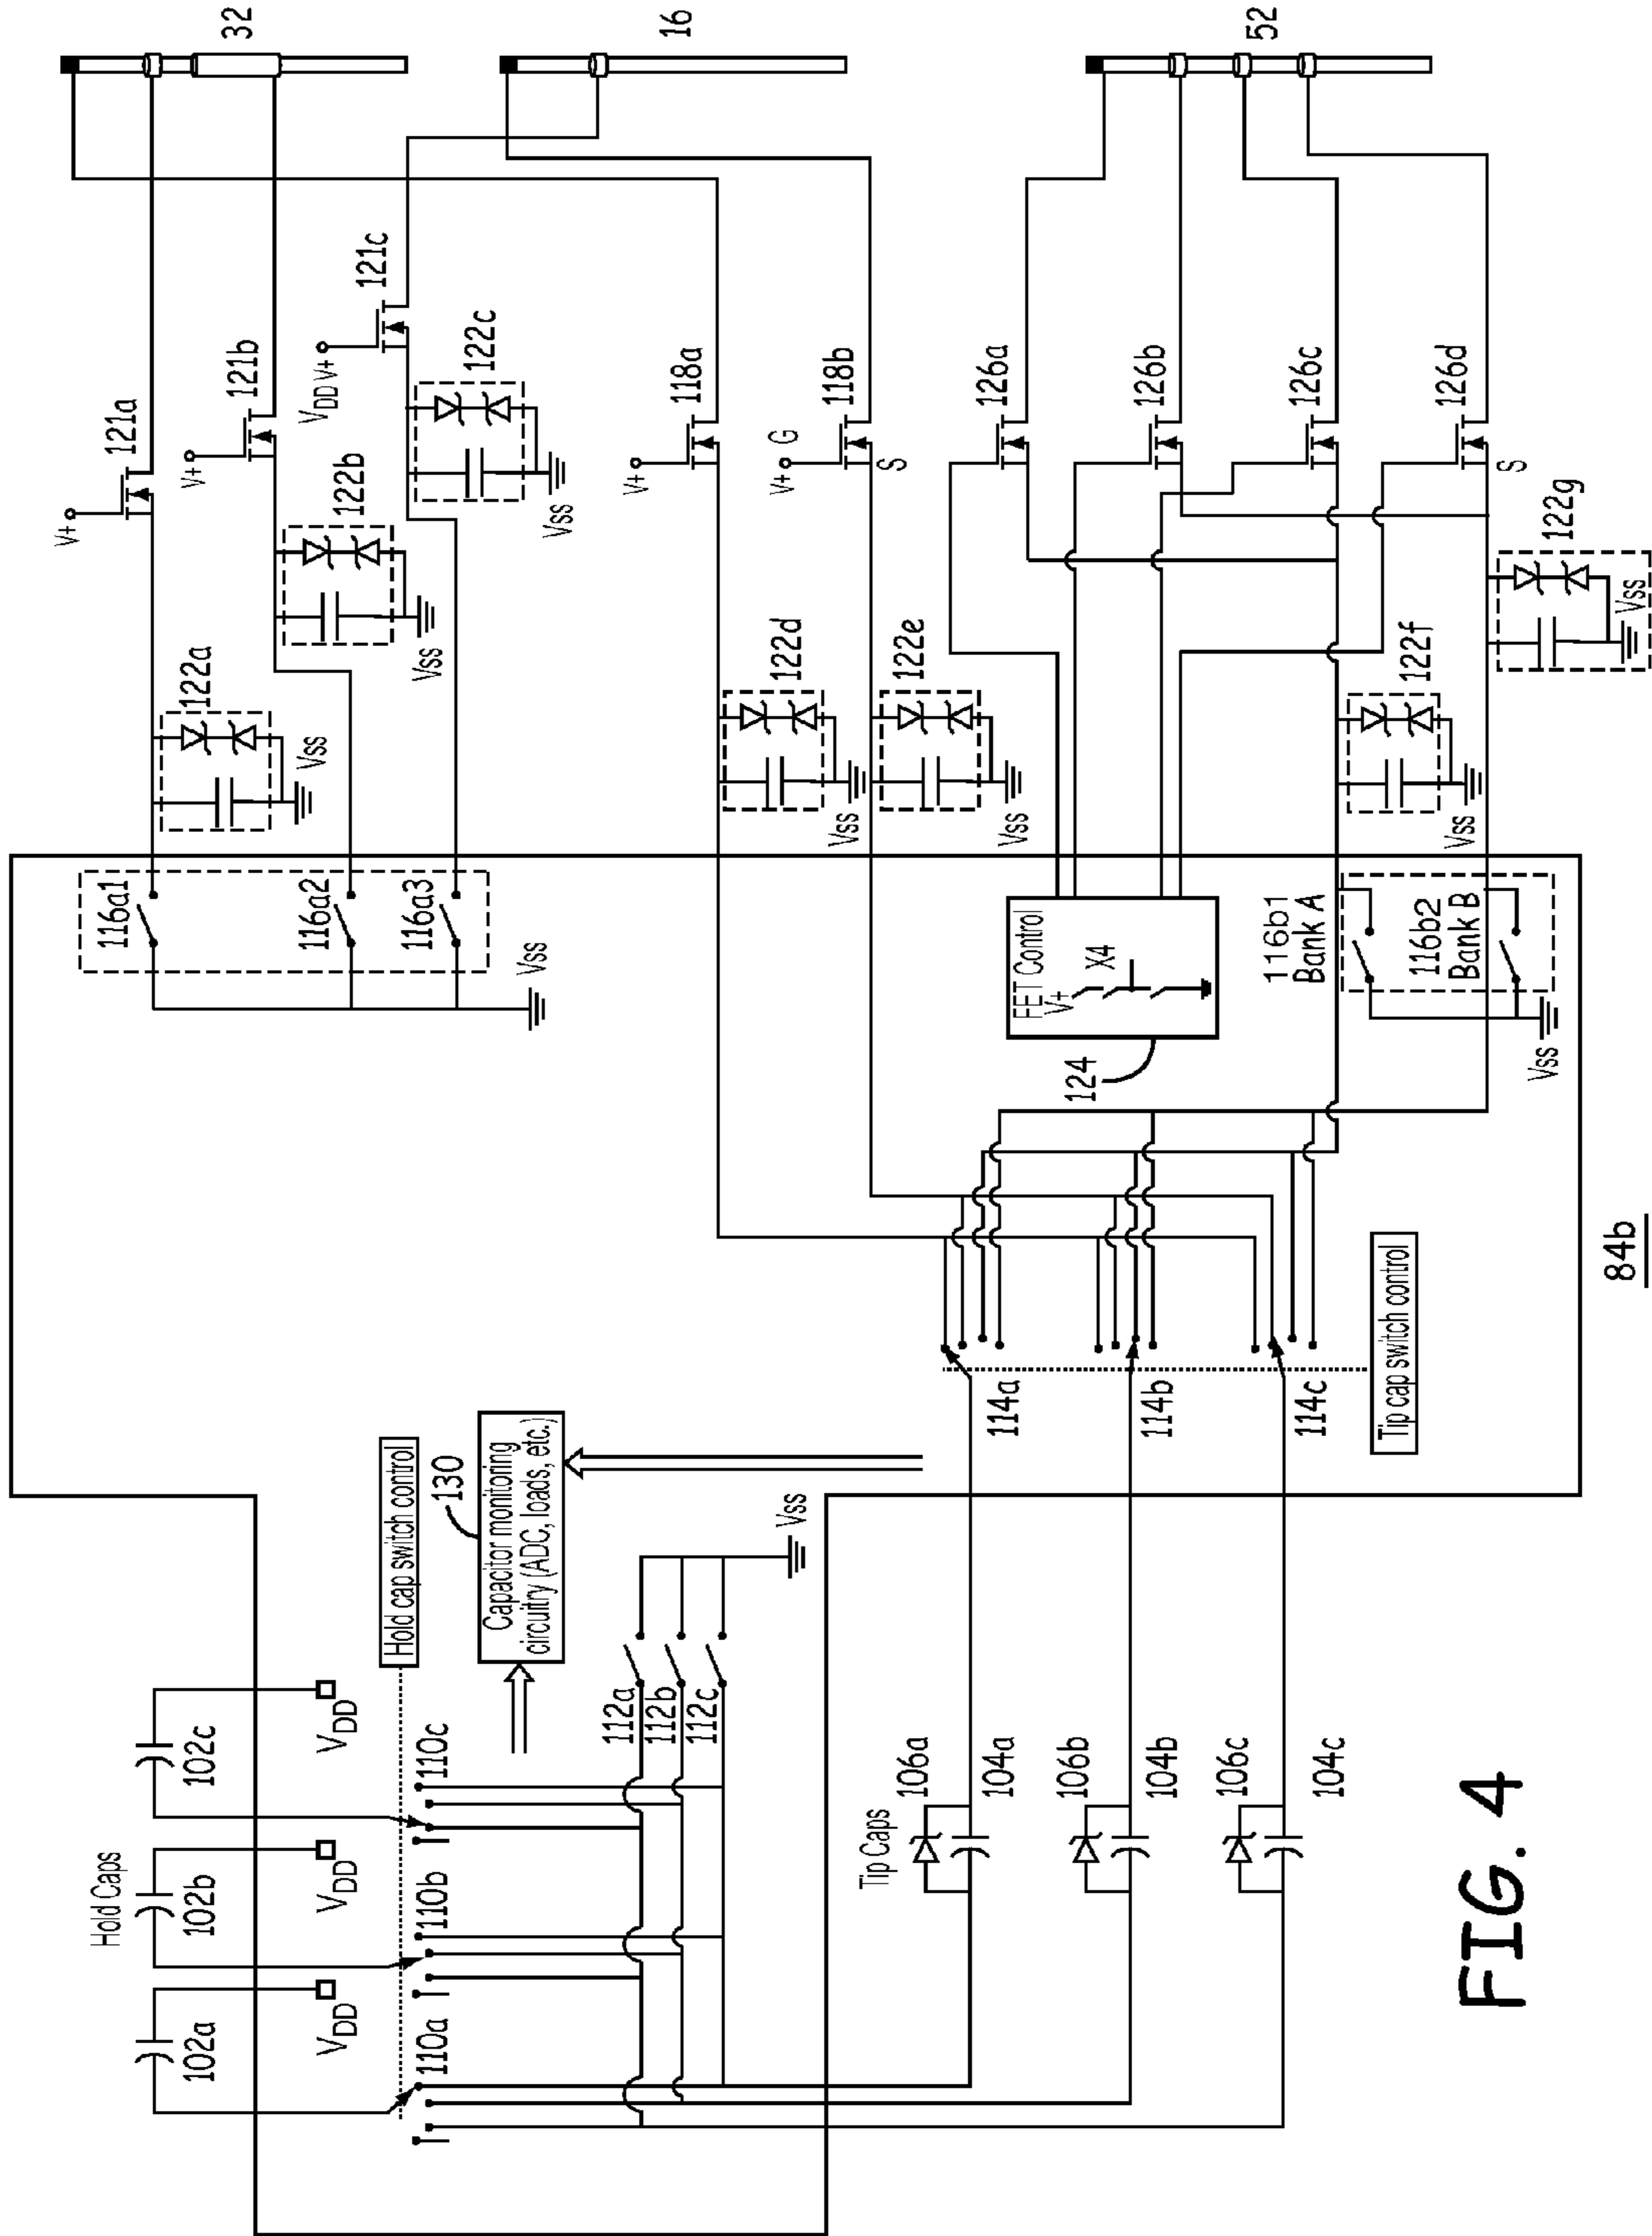 Hold Caps
102a
102b
102c
VDD
VDD
VDD
Hold cap switch control
110a
110b
110c
130
Capacitor monitoring
circuitry (ADC, loads, etc.)
112a
112b
112c
Vss
Tip Caps
106a
104a
106b
104b
106c
104c
114a
114b
114c
Tip cap switch control
116a1
116a2
116a3
Vss
124
FET Control
V+
X4
116b1
Bank A
116b2
Bank B
Vss
122a
Vss
122b
Vss
122c
Vss
122d
Vss
122e
Vss
122f
Vss
122g
Vss
V+
121a
V+
121b
VDD V+
121c
V+
118a
V+
G
S
118b
126a
126b
126c
126d
S
32
16
52
84b
FIG. 4